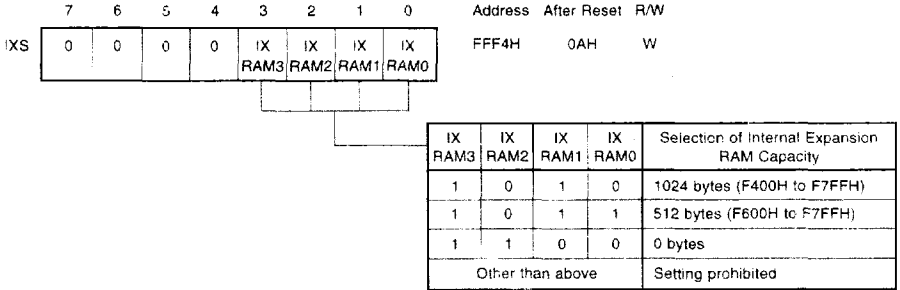 7 6 5 4 3 2 1 0 Address After Reset R/W
IXS 0 0 0 0 IX RAM3 IX RAM2 IX RAM1 IX RAM0 FFF4H 0AH W
IX RAM3 IX RAM2 IX RAM1 IX RAM0 Selection of Internal Expansion RAM Capacity
1 0 1 0 1024 bytes (F400H to F7FFH)
1 0 1 1 512 bytes (F600H to F7FFH)
1 1 0 0 0 bytes
Other than above Setting prohibited